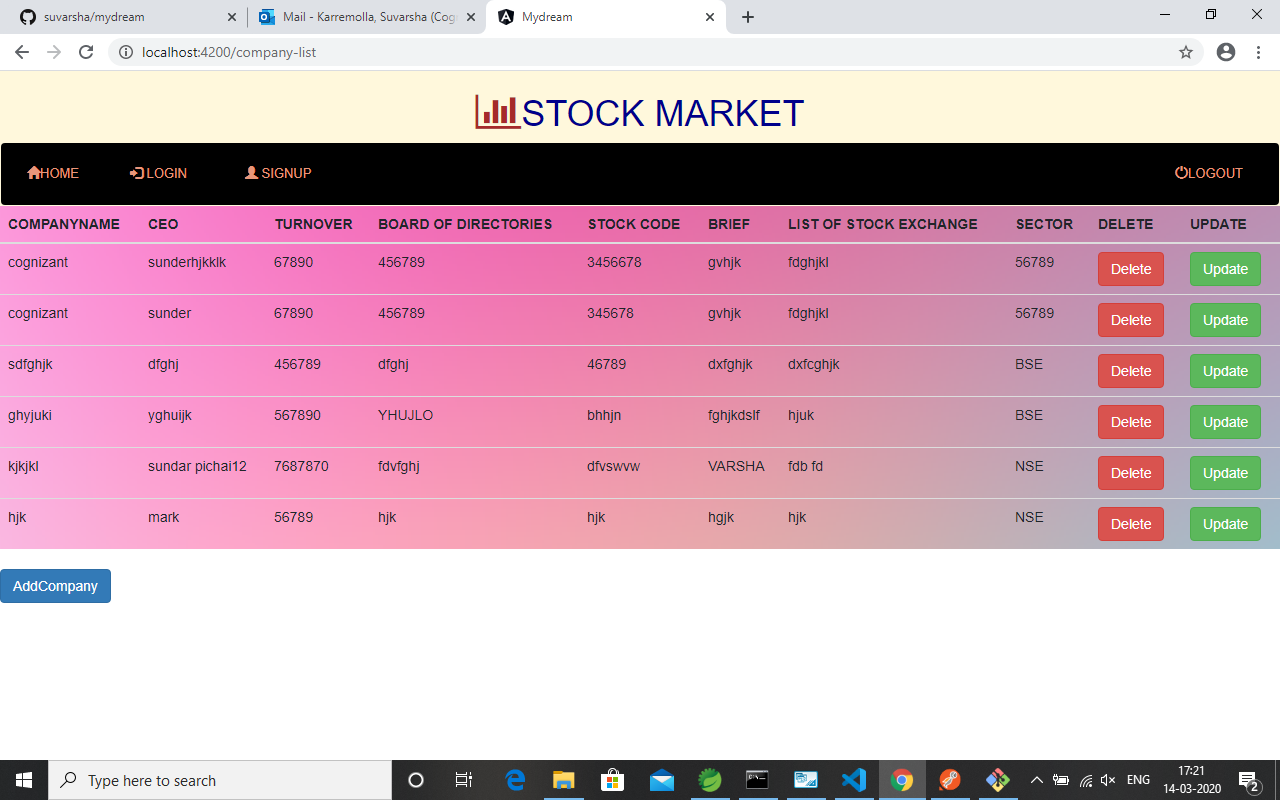 suvarsha/mydream
Mail - Karremolla, Suvarsha (Cog
Mydream
localhost:4200/company-list
STOCK MARKET
HOME LOGIN SIGNUP LOGOUT
COMPANYNAME CEO TURNOVER BOARD OF DIRECTORIES STOCK CODE BRIEF LIST OF STOCK EXCHANGE SECTOR DELETE UPDATE
cognizant sunderhjkklk 67890 456789 3456678 gvhjk fdghjkl 56789 Delete Update
cognizant sunder 67890 456789 345678 gvhjk fdghjkl 56789 Delete Update
sdfghjk dfghj 456789 dfghj 46789 dxfghjk dxfcghjk BSE Delete Update
ghyjuki yghuijk 567890 YHUJLO bhhjn fghjkdslf hjuk BSE Delete Update
kjkjkl sundar pichai12 7687870 fdvfghj dfvswvw VARSHA fdb fd NSE Delete Update
hjk mark 56789 hjk hjk hgjk hjk NSE Delete Update
AddCompany
Type here to search
ENG
17:21
14-03-2020
2